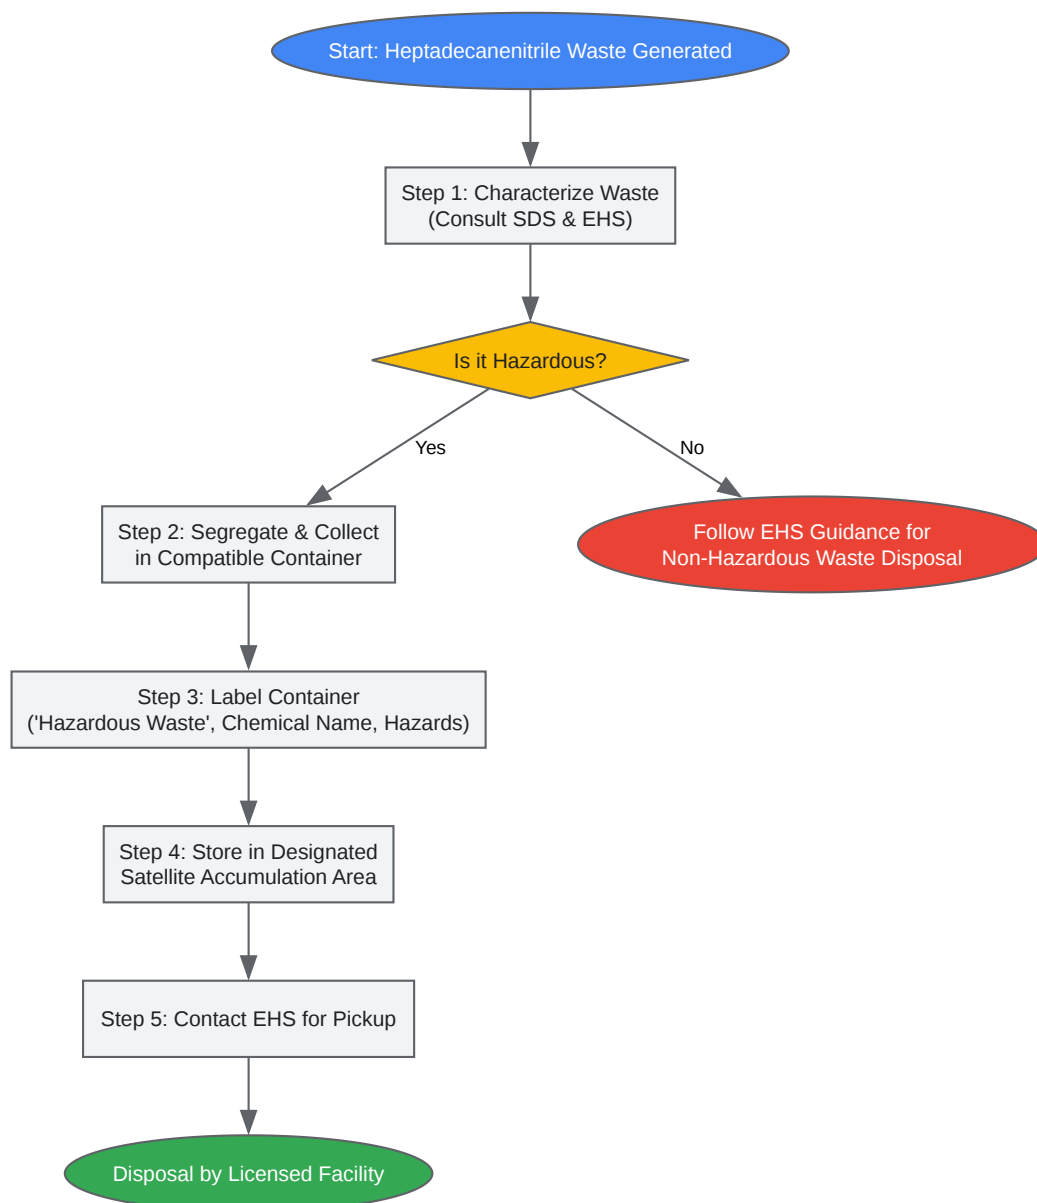 Start: Heptadecanenitrile Waste Generated
Step 1: Characterize Waste
(Consult SDS & EHS)
Is it Hazardous?
Yes
No
Step 2: Segregate & Collect
in Compatible Container
Follow EHS Guidance for
Non-Hazardous Waste Disposal
Step 3: Label Container
('Hazardous Waste', Chemical Name, Hazards)
Step 4: Store in Designated
Satellite Accumulation Area
Step 5: Contact EHS for Pickup
Disposal by Licensed Facility